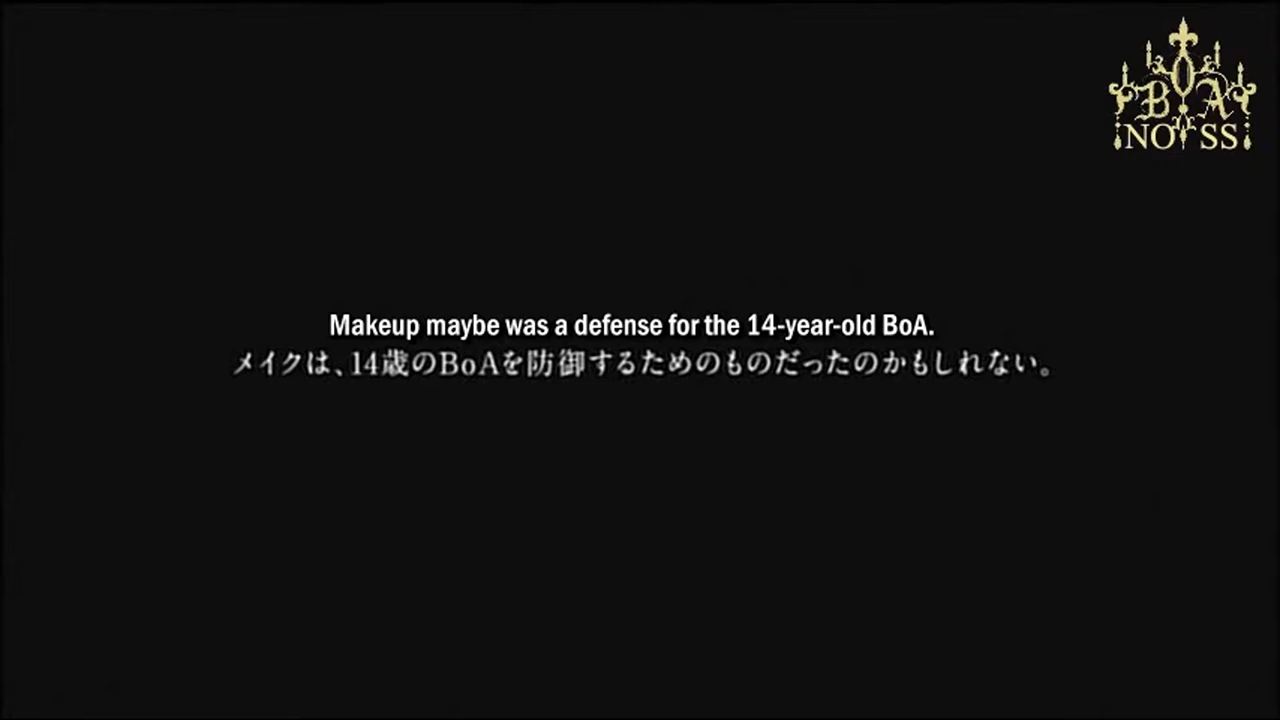 B A
NO SS
Makeup maybe was a defense for the 14-year-old BoA.
メイクは、14歳のBoAを防御するためのものだったのかもしれない。